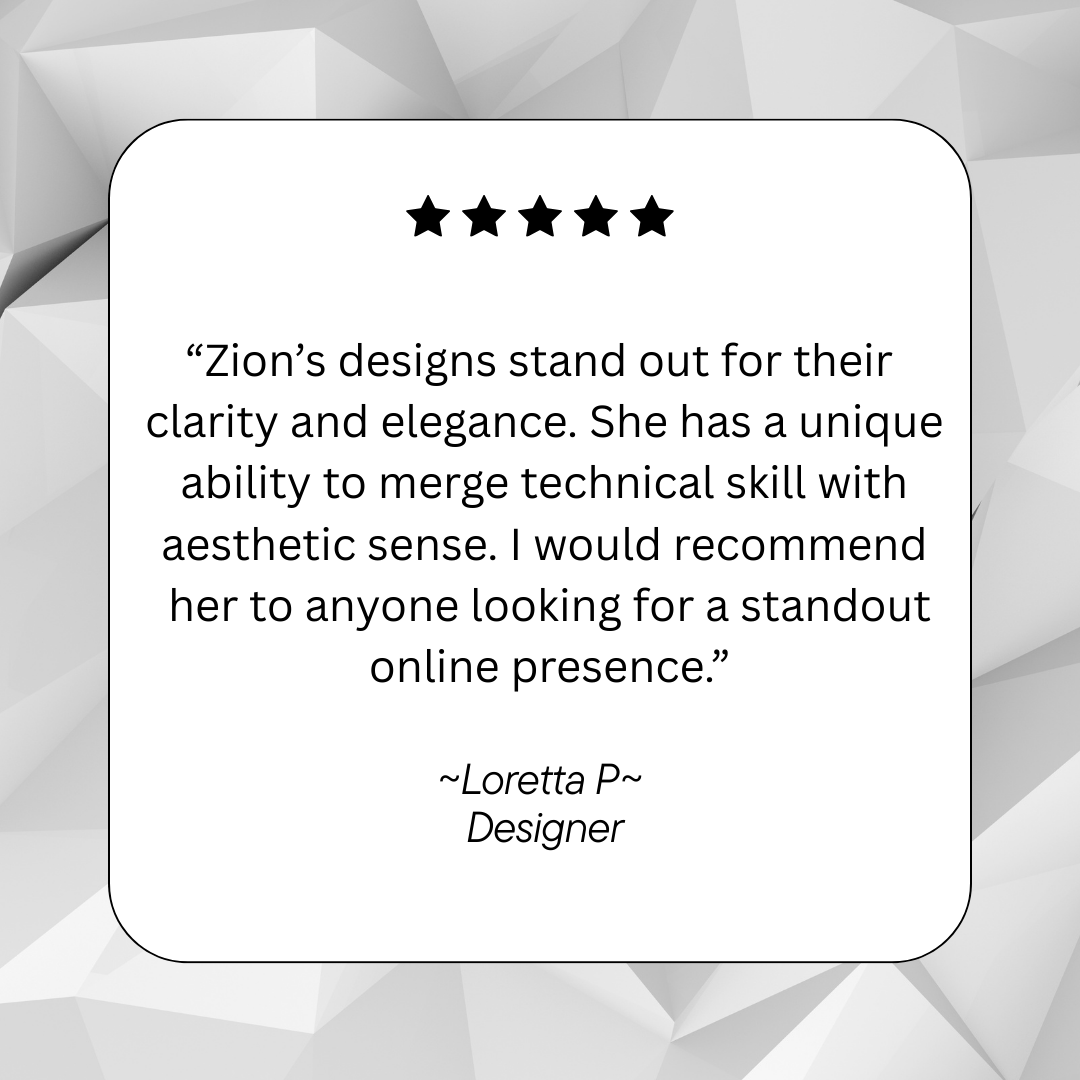 “Zion’s designs stand out for their
clarity and elegance. She has a unique
ability to merge technical skill with
aesthetic sense. I would recommend
her to anyone looking for a standout
online presence.”
~Loretta P~
Designer